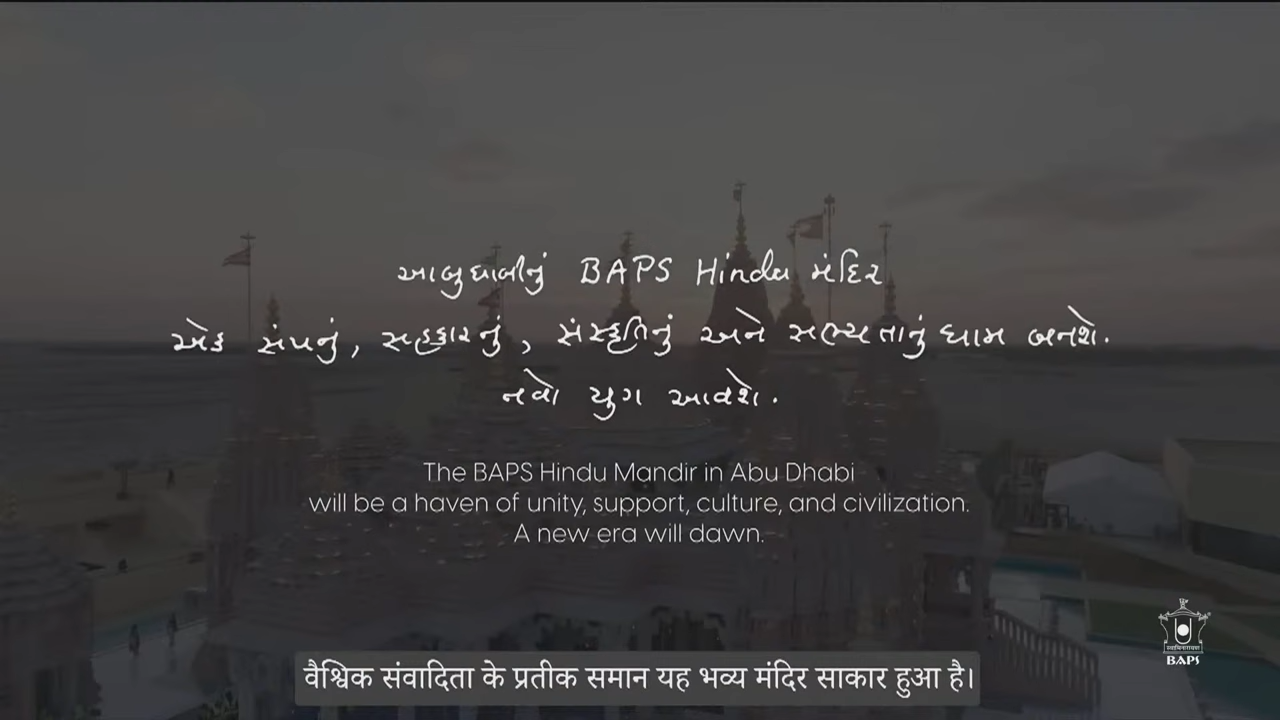 આબુધાબીનું BAPS Hindu મંદિર
એક સંપનું, સહકારનું, સંસ્કૃતિનું અને સભ્યતાનું ધામ બનશે.
નવો યુગ આવશે.
The BAPS Hindu Mandir in Abu Dhabi
will be a haven of unity, support, culture, and civilization.
A new era will dawn.
स्वामिनारायण
BAPS
वैश्विक संवादिता के प्रतीक समान यह भव्य मंदिर साकार हुआ है।